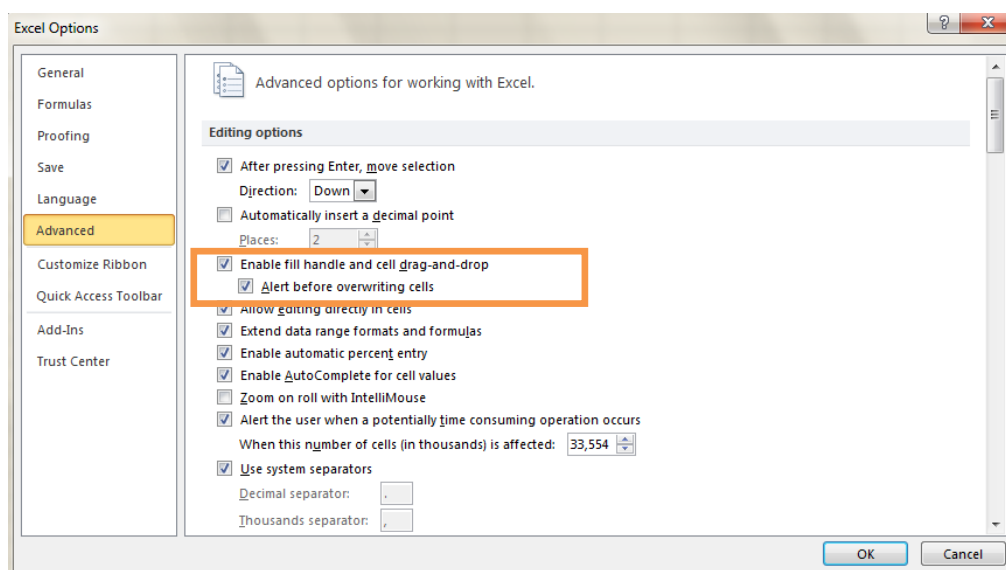 Excel Options
General
Formulas
Proofing
Save
Language
Advanced
Customize Ribbon
Quick Access Toolbar
Add-Ins
Trust Center
Advanced options for working with Excel.
Editing options
After pressing Enter, move selection
Direction: Down
Automatically insert a decimal point
Places: 2
Enable fill handle and cell drag-and-drop
Alert before overwriting cells
Allow editing directly in cells
Extend data range formats and formulas
Enable automatic percent entry
Enable AutoComplete for cell values
Zoom on roll with IntelliMouse
Alert the user when a potentially time consuming operation occurs
When this number of cells (in thousands) is affected: 33,554
Use system separators
Decimal separator: .
Thousands separator: ,
OK Cancel